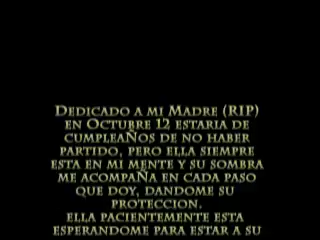 Dedicado a mi Madre (RIP)
en Octubre 12 estaria de
cumpleaños de no haber
partido, pero ella siempre
esta en mi mente y su sombra
me acompaña en cada paso
que doy, dandome su
proteccion.
ella pacientemente esta
esperandome para estar a su